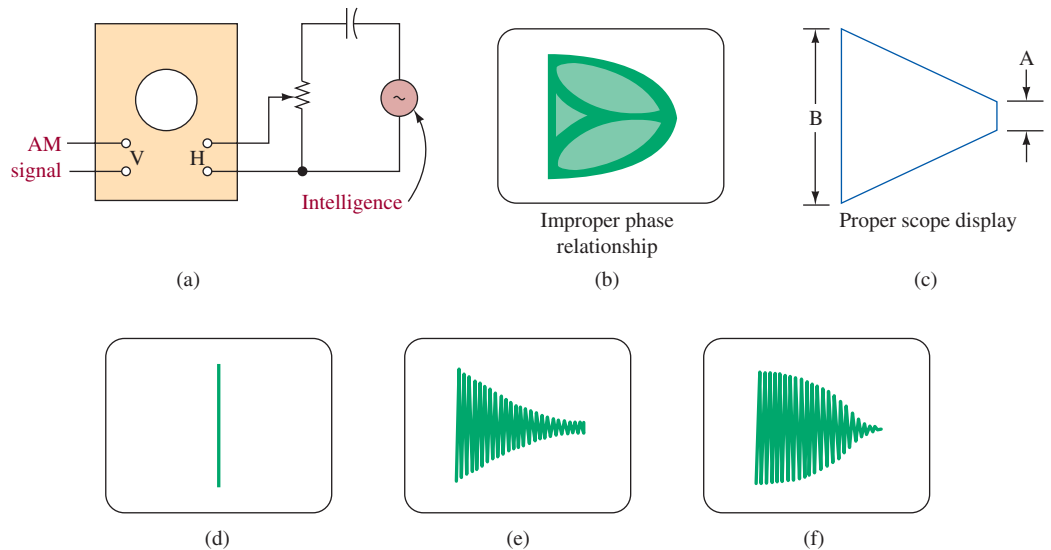 AM
signal
V
H
~
Intelligence
(a)
Improper phase
relationship
(b)
B
A
Proper scope display
(c)
(d)
(e)
(f)